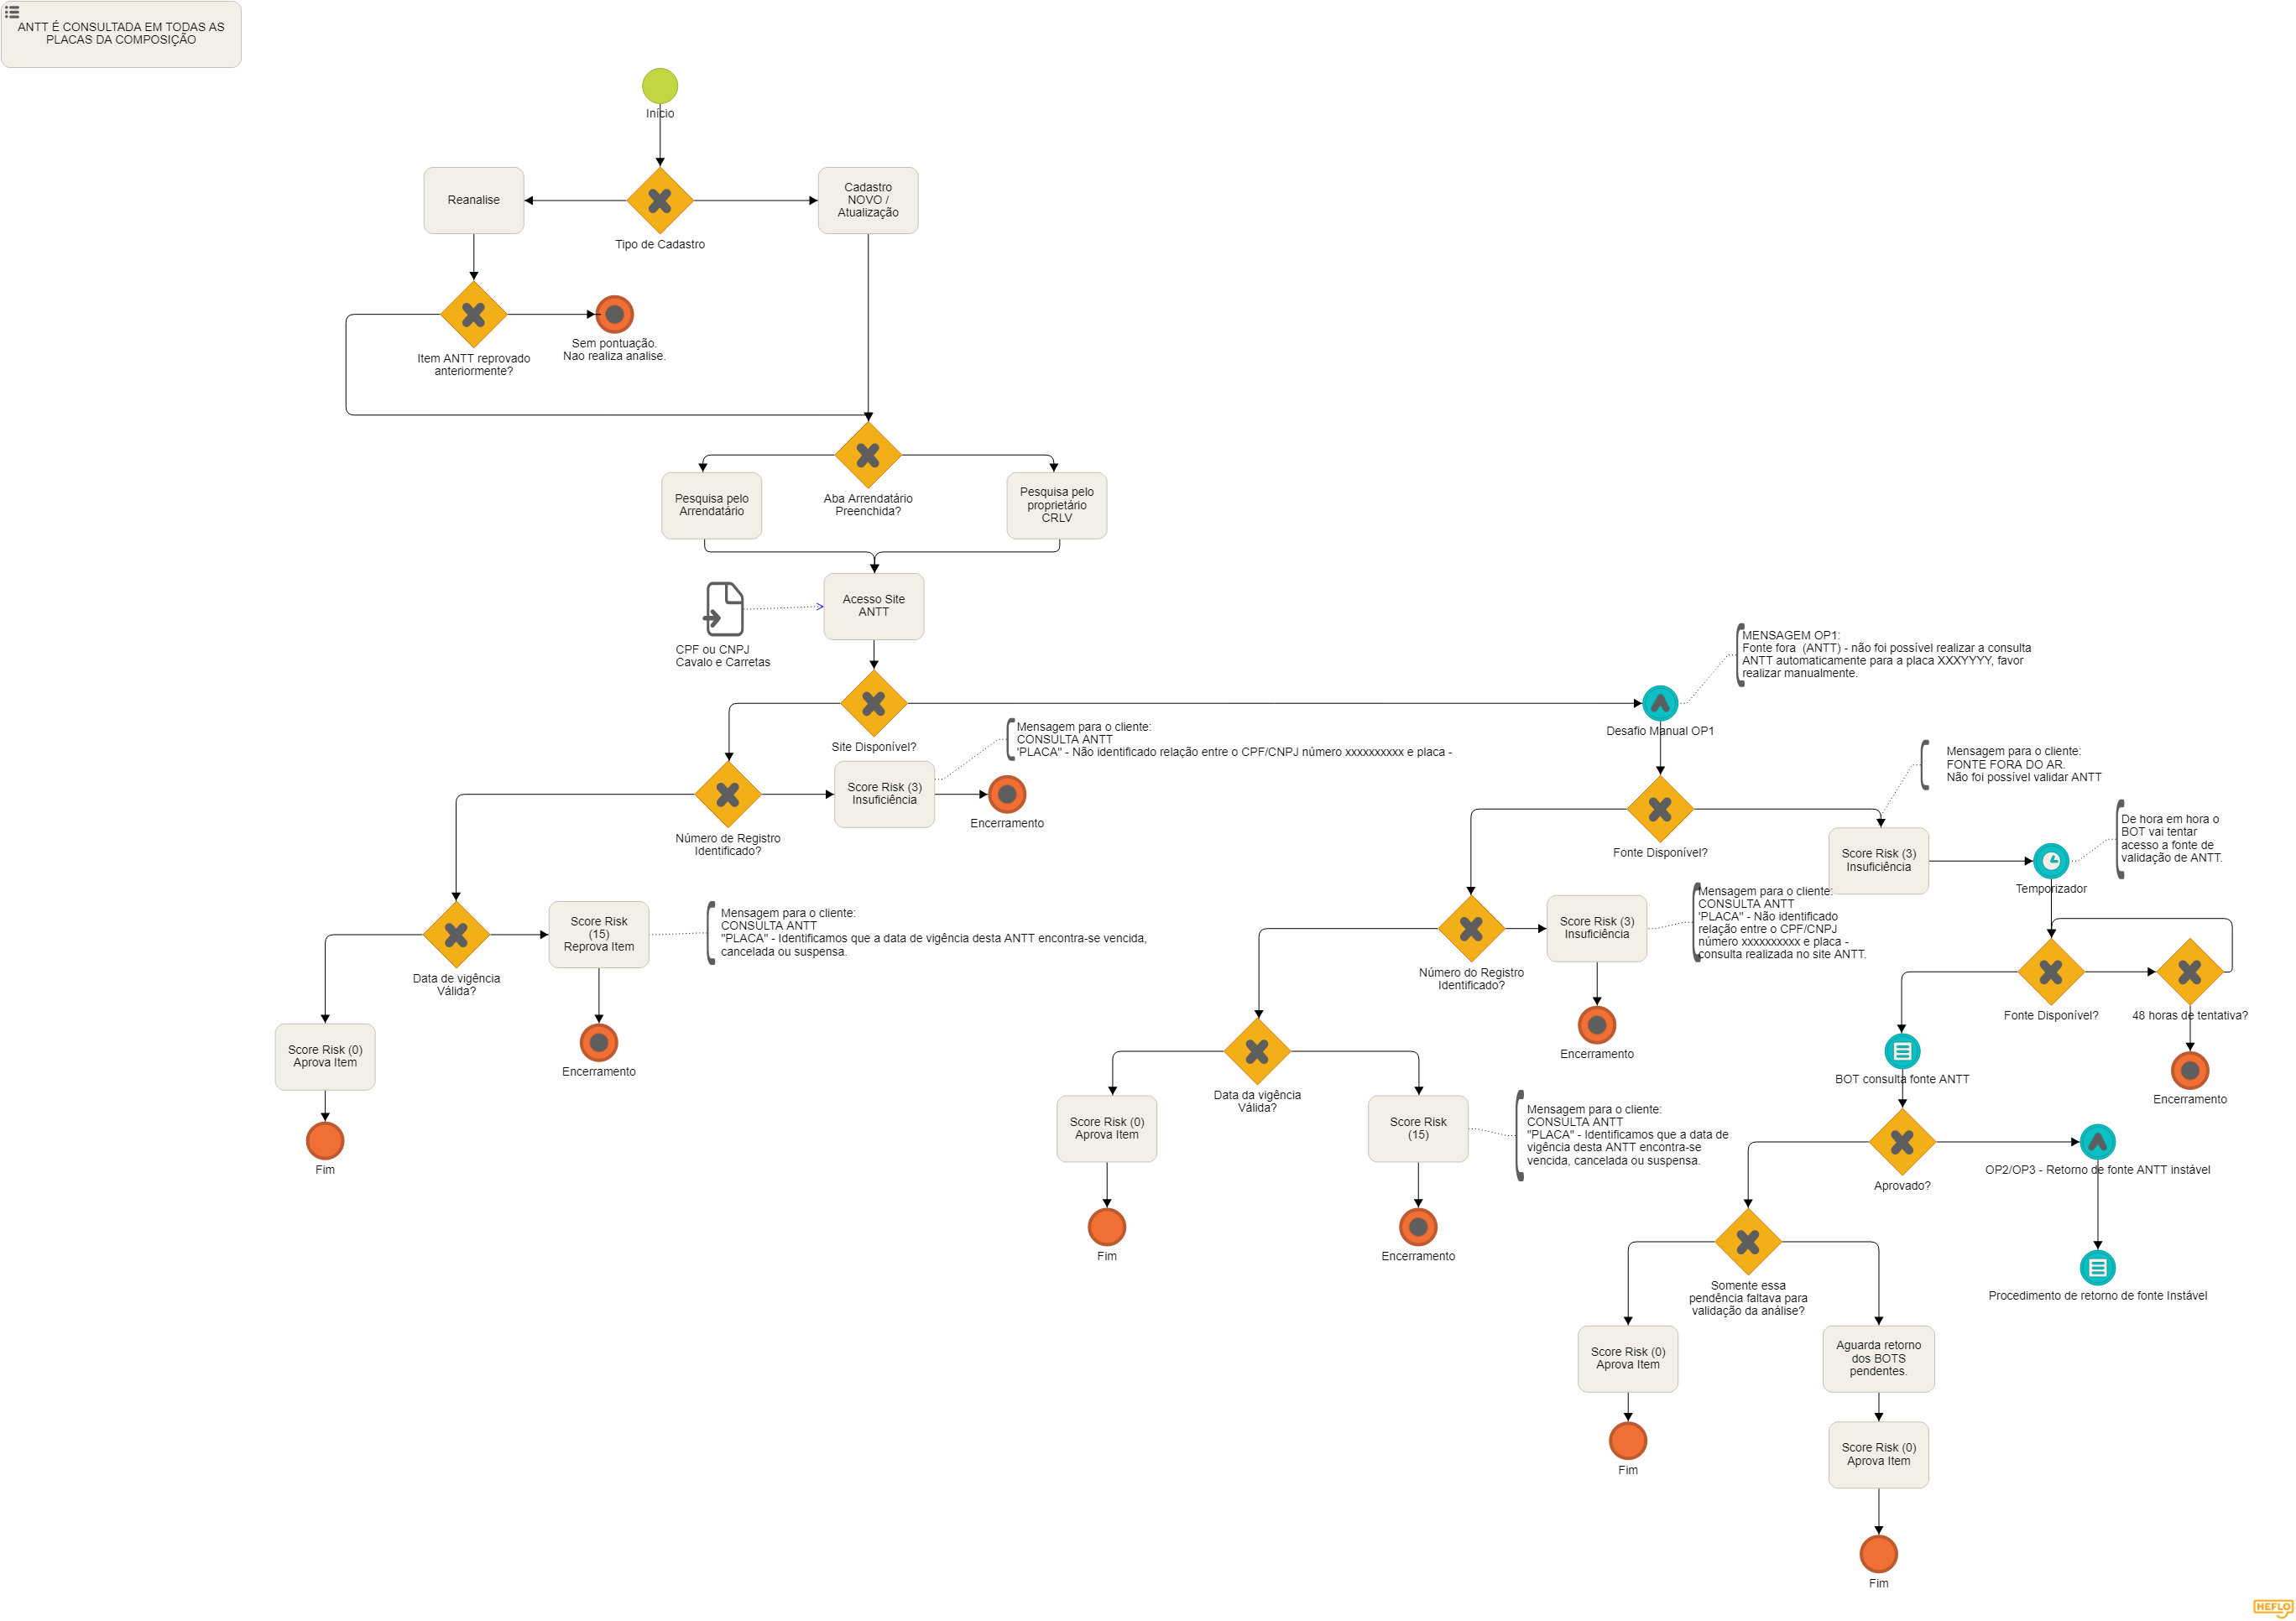 ANTT É CONSULTADA EM TODAS AS
PLACAS DA COMPOSIÇÃO
Início
Reanalise
Cadastro
NOVO /
Atualização
Tipo de Cadastro
Item ANTT reprovado
anteriormente?
Sem pontuação.
Nao realiza analise.
Pesquisa pelo
Arrendatário
Aba Arrendatário
Preenchida?
Pesquisa pelo
proprietário
CRLV
Acesso Site
ANTT
CPF ou CNPJ
Cavalo e Carretas
MENSAGEM OP1:
Fonte fora  (ANTT) - não foi possível realizar a consulta
ANTT automaticamente para a placa XXXYYYY, favor
realizar manualmente.
Site Disponível?
Desafio Manual OP1
Mensagem para o cliente:
CONSULTA ANTT
'PLACA" - Não identificado relação entre o CPF/CNPJ número xxxxxxxxxx e placa -
Score Risk (3)
Insuficiência
Encerramento
Número de Registro
Identificado?
Mensagem para o cliente:
FONTE FORA DO AR.
Não foi possível validar ANTT
Fonte Disponível?
Score Risk (3)
Insuficiência
De hora em hora o
BOT vai tentar
acesso a fonte de
validação de ANTT.
Temporizador
Data de vigência
Válida?
Score Risk
(15)
Reprova Item
Mensagem para o cliente:
CONSULTA ANTT
"PLACA" - Identificamos que a data de vigência desta ANTT encontra-se vencida,
cancelada ou suspensa.
Número do Registro
Identificado?
Score Risk (3)
Insuficiência
Mensagem para o cliente:
CONSULTA ANTT
'PLACA" - Não identificado
relação entre o CPF/CNPJ
número xxxxxxxxxx e placa -
consulta realizada no site ANTT.
Fonte Disponível?
48 horas de tentativa?
Score Risk (0)
Aprova Item
Encerramento
Fim
Encerramento
Data da vigência
Válida?
BOT consulta fonte ANTT
Encerramento
Score Risk (0)
Aprova Item
Score Risk
(15)
Mensagem para o cliente:
CONSULTA ANTT
"PLACA" - Identificamos que a data de
vigência desta ANTT encontra-se
vencida, cancelada ou suspensa.
Aprovado?
OP2/OP3 - Retorno de fonte ANTT instável
Fim
Encerramento
Somente essa
pendência faltava para
validação da análise?
Procedimento de retorno de fonte Instável
Score Risk (0)
Aprova Item
Aguarda retorno
dos BOTS
pendentes.
Fim
Score Risk (0)
Aprova Item
Fim
HEFLO